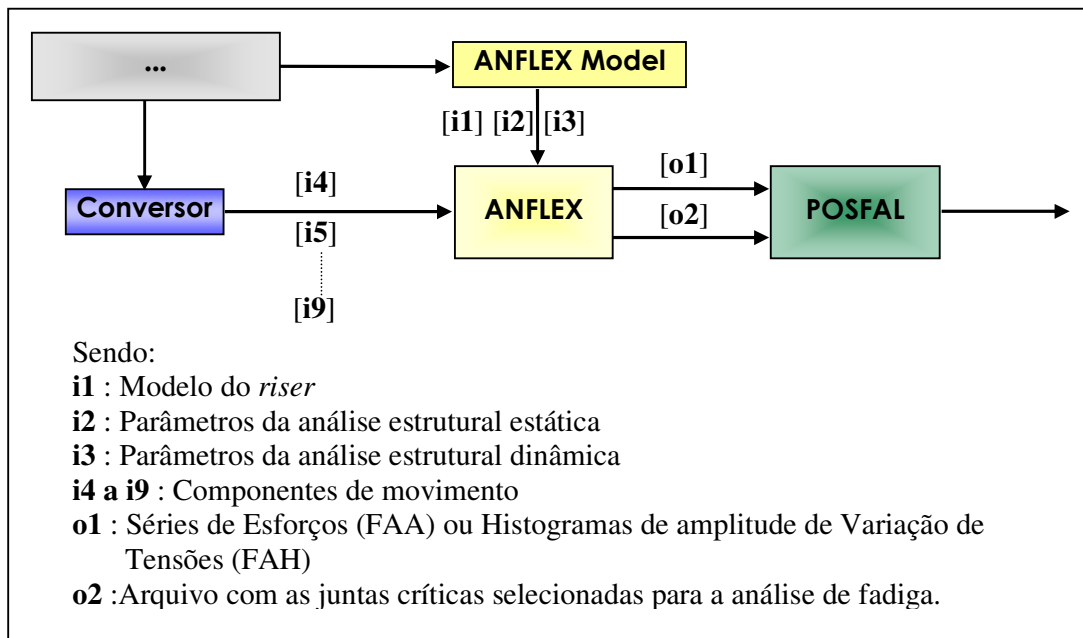 ...
ANFLEX Model
[i1] [i2] [i3]
[i4]
[o1]
Conversor
ANFLEX
POSFAL
[i5]
[o2]
[i9]
Sendo:
i1 : Modelo do riser
i2 : Parâmetros da análise estrutural estática
i3 : Parâmetros da análise estrutural dinâmica
i4 a i9 : Componentes de movimento
o1 : Séries de Esforços (FAA) ou Histogramas de amplitude de Variação de
Tensões (FAH)
o2 :Arquivo com as juntas críticas selecionadas para a análise de fadiga.